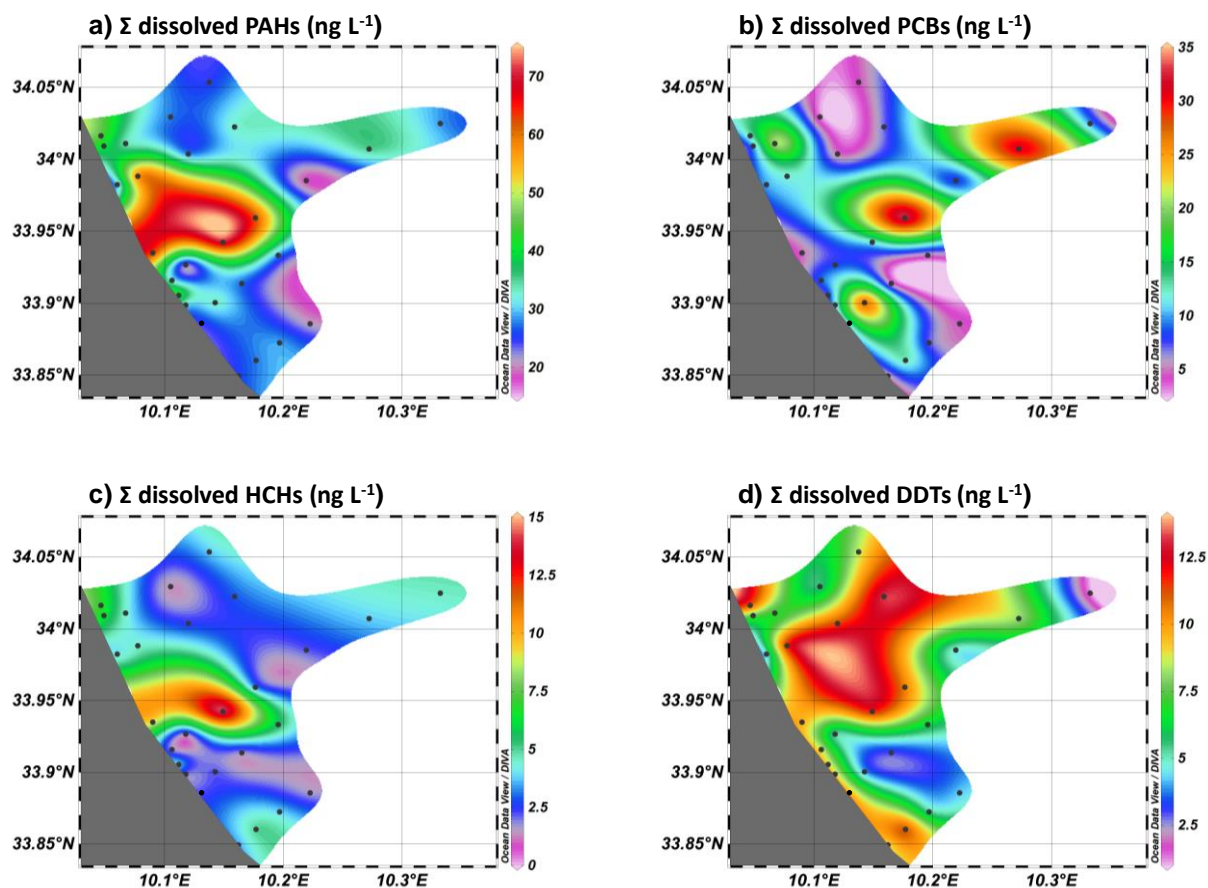 a) Σ dissolved PAHs (ng L-1)
34.05°N
34°N
33.95°N
33.9°N
33.85°N
10.1°E
10.2°E
10.3°E
70
60
50
40
30
20
Ocean Data View / DIVA
b) Σ dissolved PCBs (ng L-1)
34.05°N
34°N
33.95°N
33.9°N
33.85°N
10.1°E
10.2°E
10.3°E
35
30
25
20
15
10
5
Ocean Data View / DIVA
c) Σ dissolved HCHs (ng L-1)
34.05°N
34°N
33.95°N
33.9°N
33.85°N
10.1°E
10.2°E
10.3°E
15
12.5
10
7.5
5
2.5
0
Ocean Data View / DIVA
d) Σ dissolved DDTs (ng L-1)
34.05°N
34°N
33.95°N
33.9°N
33.85°N
10.1°E
10.2°E
10.3°E
12.5
10
7.5
5
2.5
Ocean Data View / DIVA